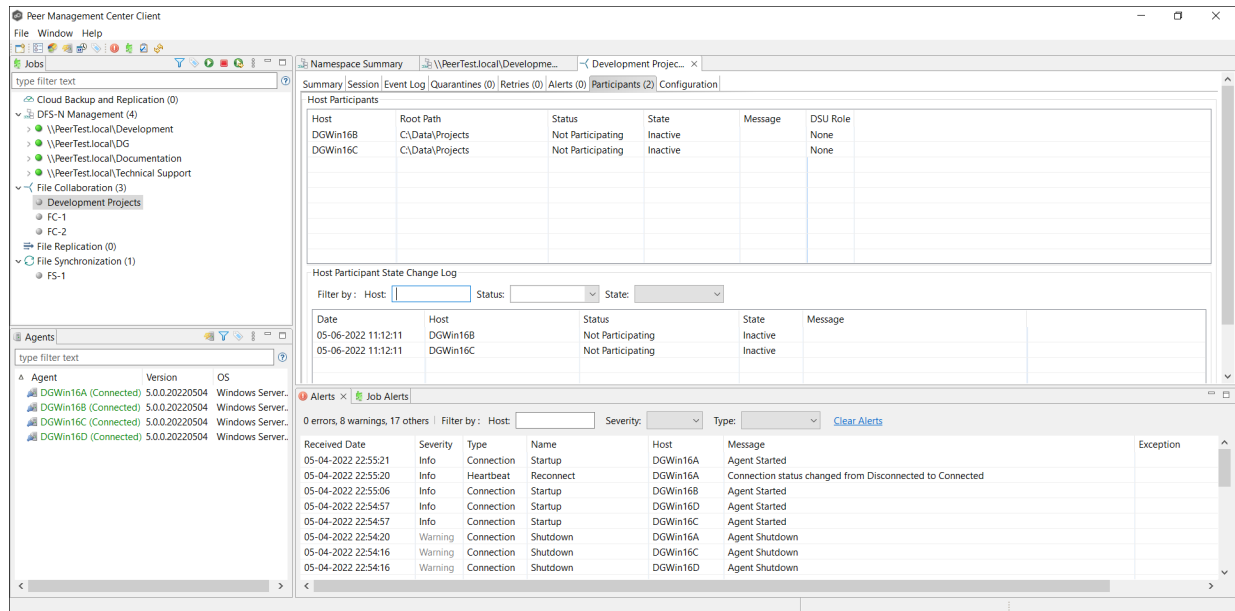 Peer Management Center Client
File Window Help
Jobs
type filter text
Cloud Backup and Replication (0)
DFS-N Management (4)
\\PeerTest.local\Development
\\PeerTest.local\DG
\\PeerTest.local\Documentation
\\PeerTest.local\Technical Support
File Collaboration (3)
Development Projects
FC-1
FC-2
File Replication (0)
File Synchronization (1)
FS-1
Agents
type filter text
Agent Version OS
DGWin16A (Connected) 5.0.0.20220504 Windows Server...
DGWin16B (Connected) 5.0.0.20220504 Windows Server...
DGWin16C (Connected) 5.0.0.20220504 Windows Server...
DGWin16D (Connected) 5.0.0.20220504 Windows Server...
Namespace Summary \\PeerTest.local\Developme... Development Projec...
Summary Session Event Log Quarantines (0) Retries (0) Alerts (0) Participants (2) Configuration
Host Participants
Host Root Path Status State Message DSU Role
DGWin16B C:\Data\Projects Not Participating Inactive None
DGWin16C C:\Data\Projects Not Participating Inactive None
Host Participant State Change Log
Filter by : Host: Status: State:
Date Host Status State Message
05-06-2022 11:12:11 DGWin16B Not Participating Inactive
05-06-2022 11:12:11 DGWin16C Not Participating Inactive
Alerts Job Alerts
0 errors, 8 warnings, 17 others Filter by : Host: Severity: Type: Clear Alerts
Received Date Severity Type Name Host Message Exception
05-04-2022 22:55:21 Info Connection Startup DGWin16A Agent Started
05-04-2022 22:55:20 Info Heartbeat Reconnect DGWin16A Connection status changed from Disconnected to Connected
05-04-2022 22:55:06 Info Connection Startup DGWin16B Agent Started
05-04-2022 22:54:57 Info Connection Startup DGWin16D Agent Started
05-04-2022 22:54:57 Info Connection Startup DGWin16C Agent Started
05-04-2022 22:54:20 Warning Connection Shutdown DGWin16A Agent Shutdown
05-04-2022 22:54:16 Warning Connection Shutdown DGWin16C Agent Shutdown
05-04-2022 22:54:16 Warning Connection Shutdown DGWin16D Agent Shutdown